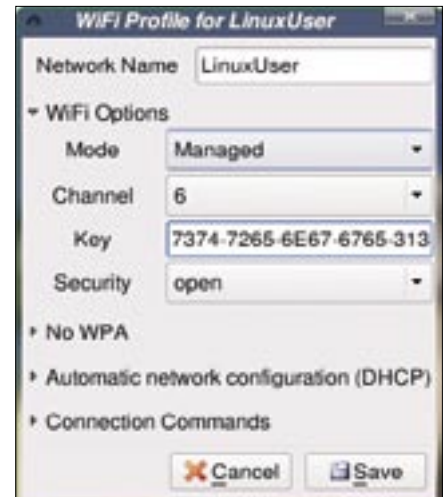 WiFi Profile for LinuxUser
Network Name LinuxUser
WiFi Options
Mode Managed
Channel 6
Key 7374-7265-6E67-6765-313
Security open
No WPA
Automatic network configuration (DHCP)
Connection Commands
Cancel Save